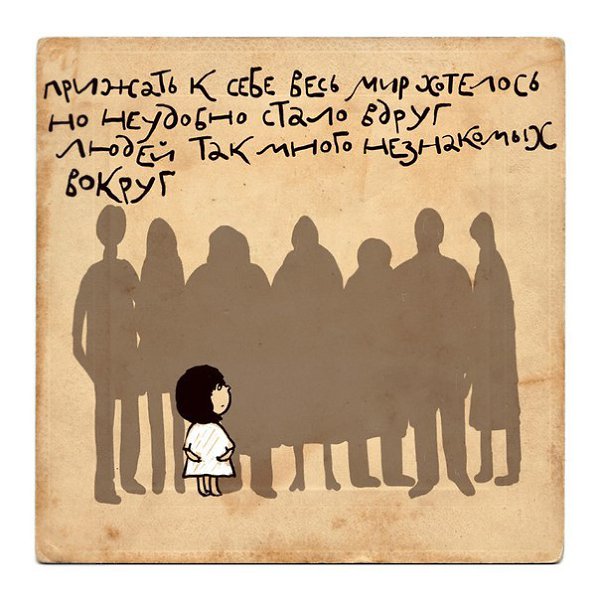 прижать к себе весь мир хотелось
но неудобно стало вдруг
людей так много незнакомых
вокруг